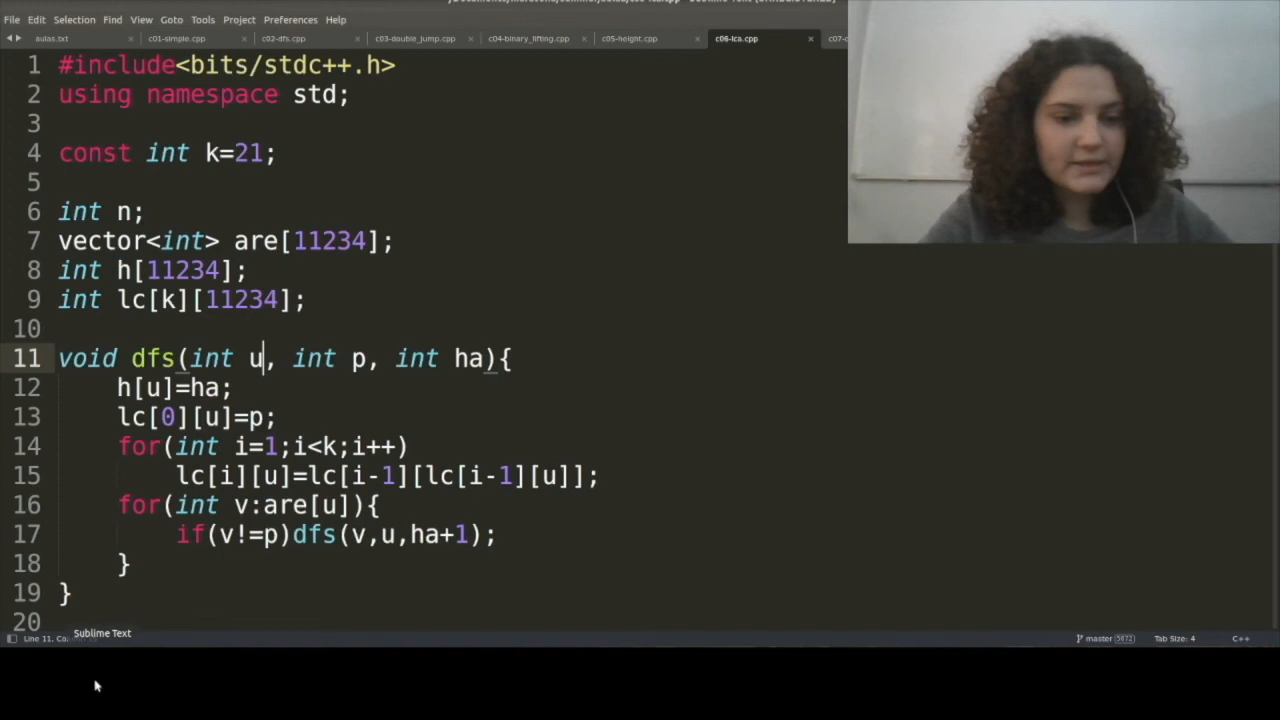 File Edit Selection Find View Goto Tools Project Preferences Help
aulas.txt c01-simple.cpp c02-dfs.cpp c03-double_jump.cpp c04-binary_lifting.cpp c05-height.cpp c06-lca.cpp
1 #include<bits/stdc++.h>
2 using namespace std;
3
4 const int k=21;
5
6 int n;
7 vector<int> are[11234];
8 int h[11234];
9 int lc[k][11234];
10
11 void dfs(int u, int p, int ha){
12 h[u]=ha;
13 lc[0][u]=p;
14 for(int i=1;i<k;i++)
15 lc[i][u]=lc[i-1][lc[i-1][u]];
16 for(int v:are[u]){
17 if(v!=p)dfs(v,u,ha+1);
18 }
19 }
20
Sublime Text
Line 11, master 5672 Tab Size: 4 C++